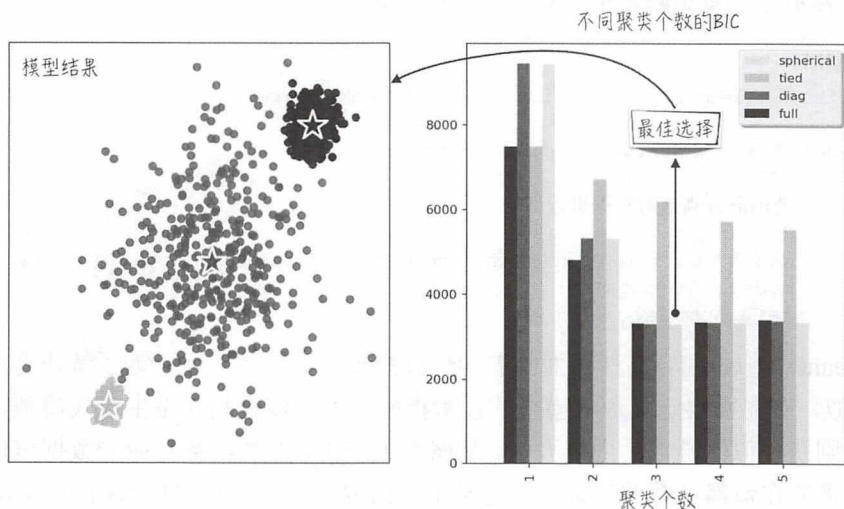 不同聚类个数的BIC
模型结果
spherical
tied
diag
full
最佳选择
8000
6000
4000
2000
0
1
2
3
4
5
聚类个数